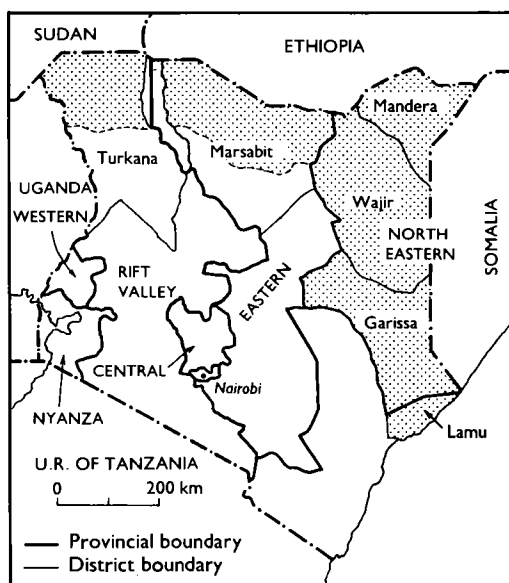 SUDAN
ETHIOPIA
Mandera
Turkana
Marsabit
UGANDA
WESTERN
Wajir
NORTH
EASTERN
SOMALIA
RIFT
VALLEY
EASTERN
Garissa
CENTRAL
Nairobi
NYANZA
Lamu
U.R. OF TANZANIA
0 200 km
Provincial boundary
District boundary